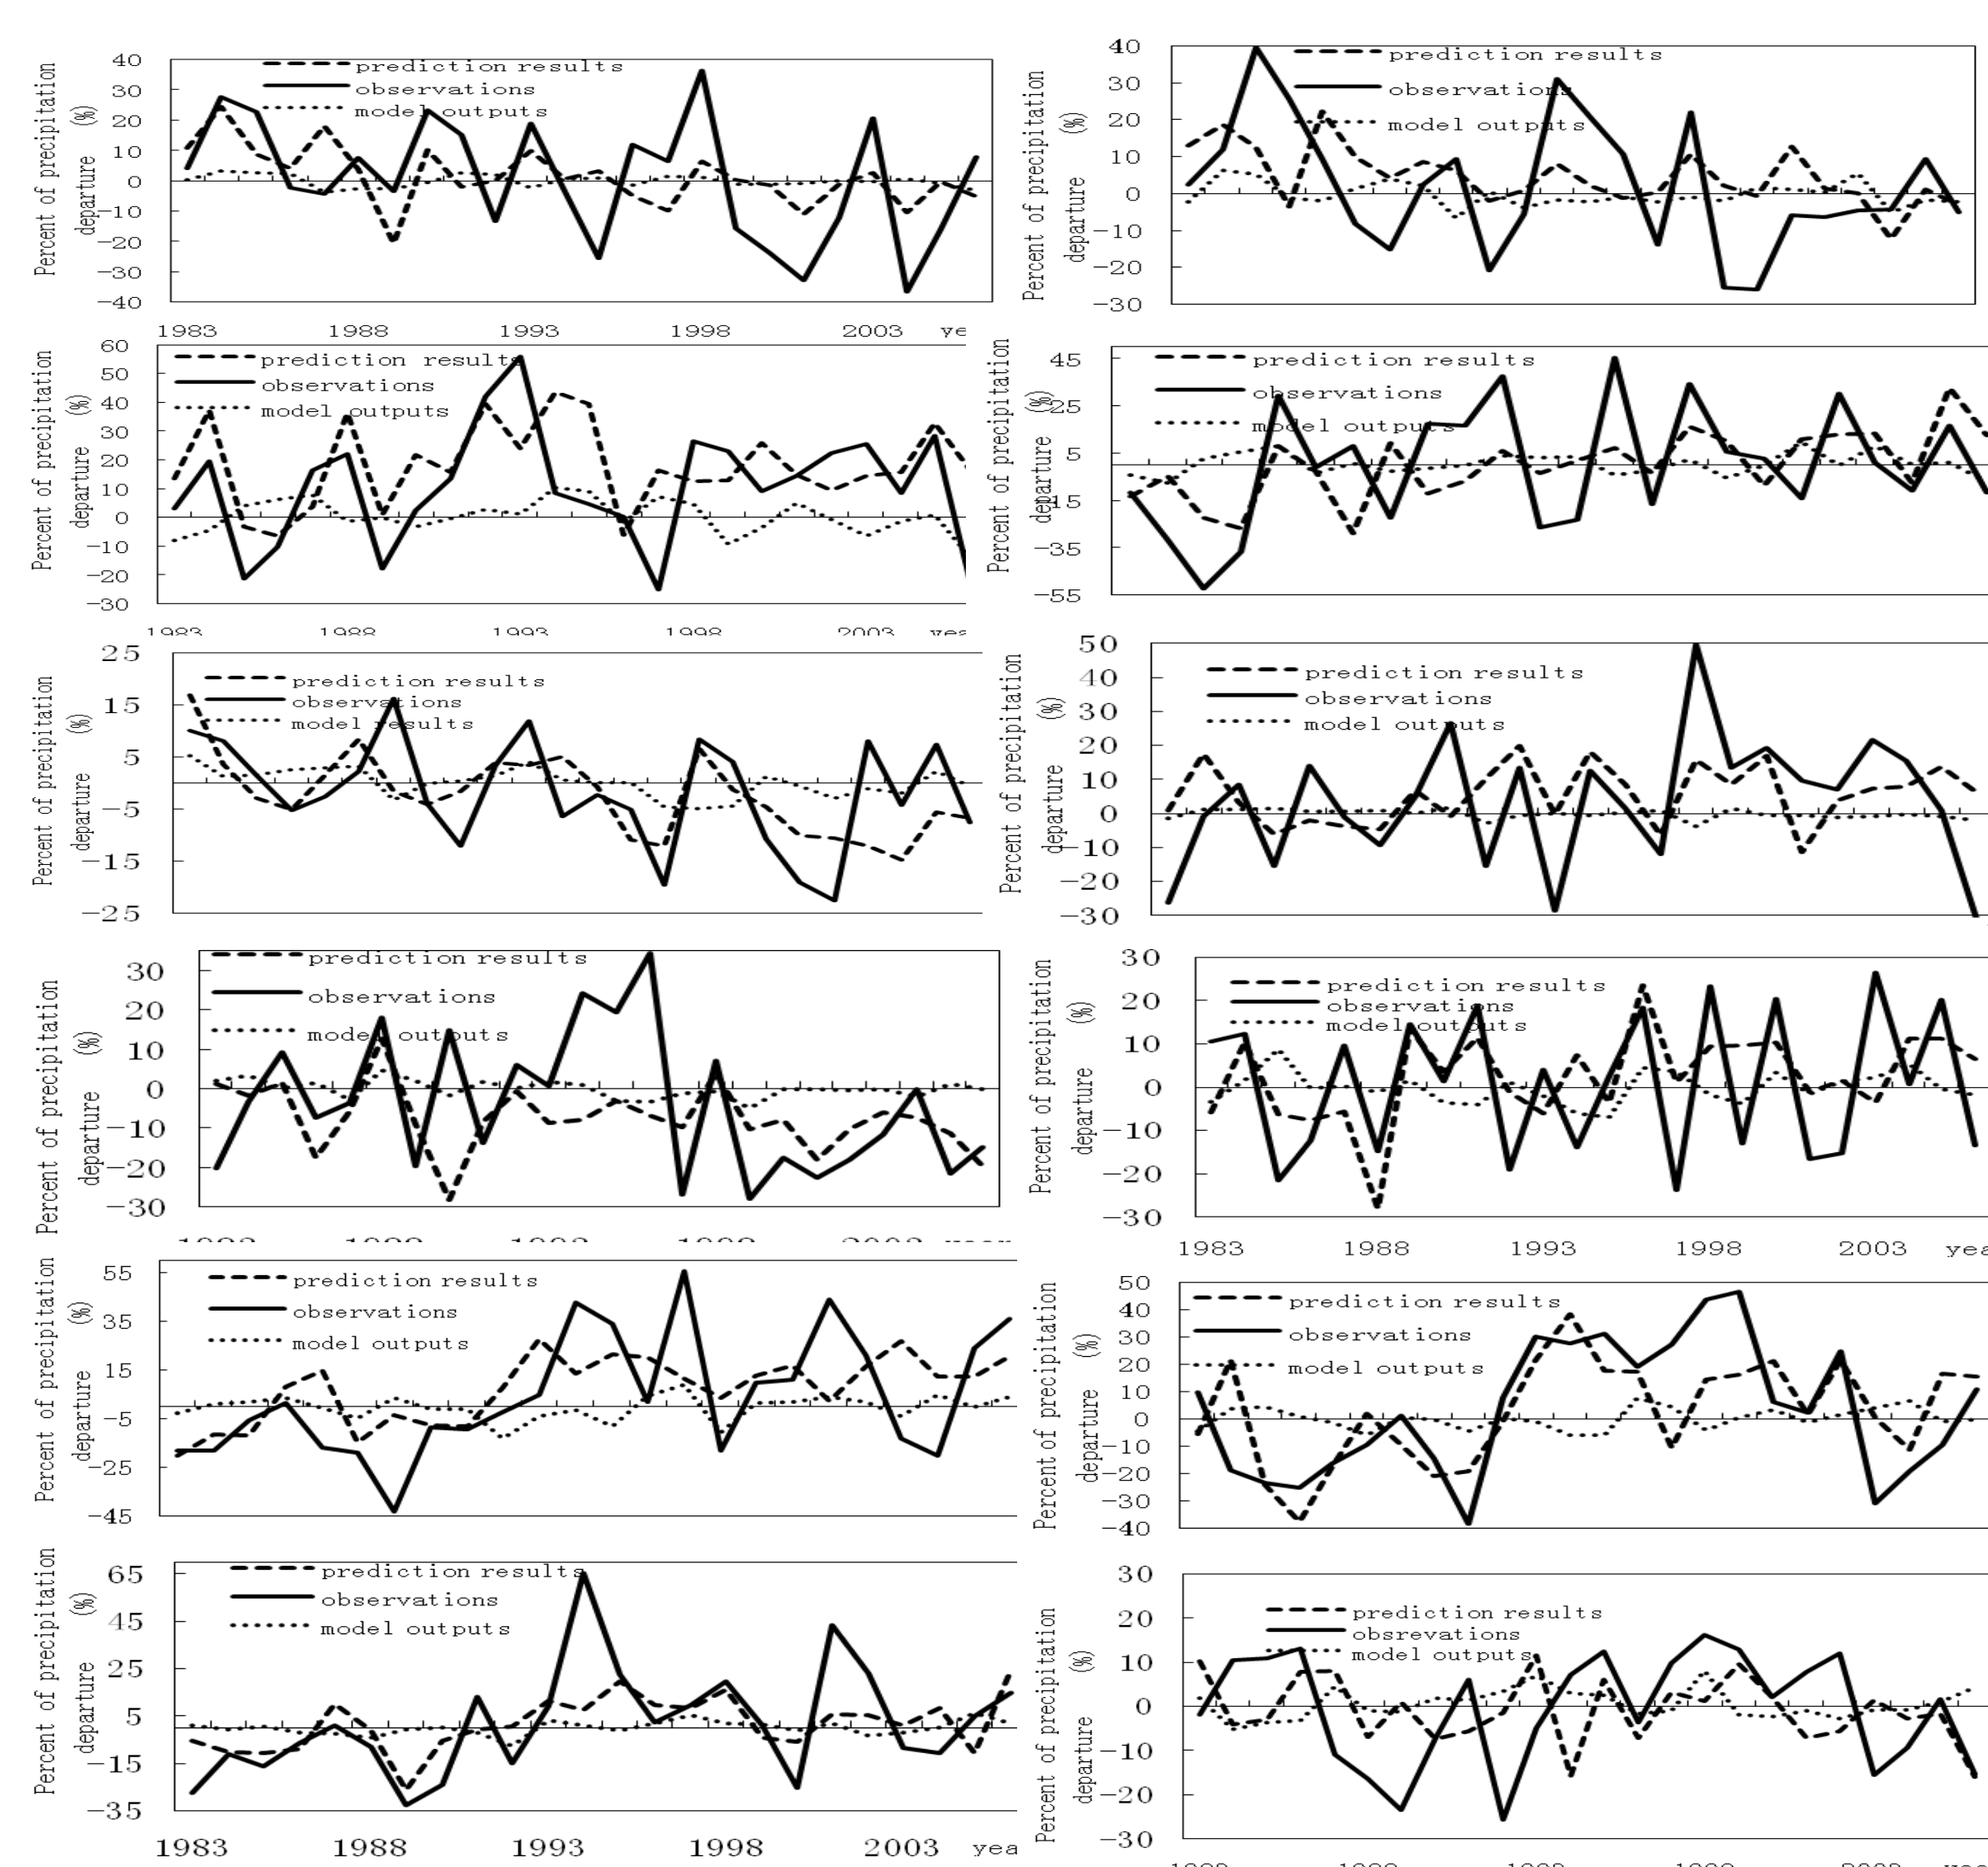 Percent of precipitation
departure (%)
40
30
20
10
0
-10
-20
-30
-40
prediction results
observations
model outputs
1983 1988 1993 1998 2003 ye
Percent of precipitation
departure (%)
40
30
20
10
0
-10
-20
-30
prediction results
observations
model outputs
Percent of precipitation
departure (%)
60
50
40
30
20
10
0
-10
-20
-30
prediction results
observations
model outputs
1983 1988 1993 1998 2003 yea
Percent of precipitation
departure (%)
45
25
5
-15
-35
-55
prediction results
observations
model outputs
Percent of precipitation
departure (%)
25
15
5
-5
-15
-25
prediction results
observations
model results
Percent of precipitation
departure (%)
50
40
30
20
10
0
-10
-20
-30
prediction results
observations
model outputs
Percent of precipitation
departure (%)
30
20
10
0
-10
-20
-30
prediction results
observations
model outputs
Percent of precipitation
departure (%)
30
20
10
0
-10
-20
-30
prediction results
observations
model outputs
1983 1988 1993 1998 2003 yea
Percent of precipitation
departure (%)
55
35
15
-5
-25
-45
prediction results
observations
model outputs
Percent of precipitation
departure (%)
50
40
30
20
10
0
-10
-20
-30
-40
prediction results
observations
model outputs
Percent of precipitation
departure (%)
65
45
25
5
-15
-35
prediction results
observations
model outputs
1983 1988 1993 1998 2003 yea
Percent of precipitation
departure (%)
30
20
10
0
-10
-20
-30
prediction results
obsrevations
model outputs